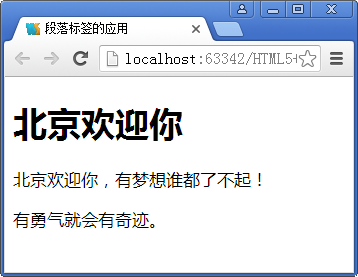 段落标签的应用
localhost:63342/HTML5+
北京欢迎你
北京欢迎你，有梦想谁都了不起！
有勇气就会有奇迹。